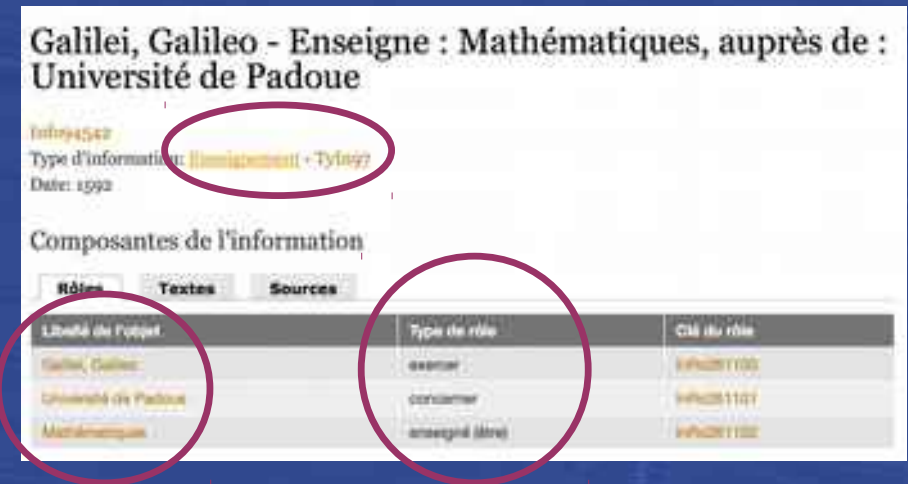 Galilei, Galileo - Enseigne : Mathématiques, auprès de :
Université de Padoue
Info94542
Type d'information: Enseignement - TyIn97
Date: 1592
Composantes de l'information
Rôles Textes Sources
Libellé de l'objet Type de rôle Clé du rôle
Galilei, Galileo exercer
Université de Padoue concerner
Mathématiques enseigné (être)